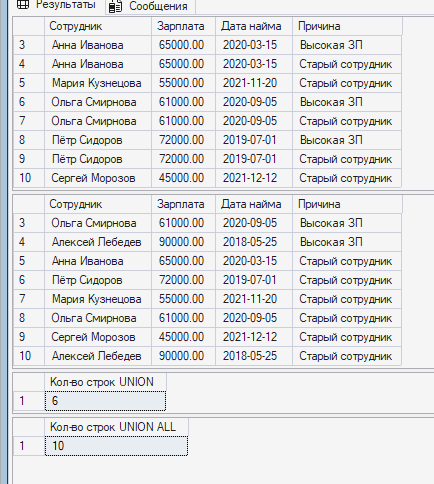 Результаты Сообщения
Сотрудник Зарплата Дата найма Причина
3 Анна Иванова 65000.00 2020-03-15 Высокая ЗП
4 Анна Иванова 65000.00 2020-03-15 Старый сотрудник
5 Мария Кузнецова 55000.00 2021-11-20 Старый сотрудник
6 Ольга Смирнова 61000.00 2020-09-05 Высокая ЗП
7 Ольга Смирнова 61000.00 2020-09-05 Старый сотрудник
8 Пётр Сидоров 72000.00 2019-07-01 Высокая ЗП
9 Пётр Сидоров 72000.00 2019-07-01 Старый сотрудник
10 Сергей Морозов 45000.00 2021-12-12 Старый сотрудник
Сотрудник Зарплата Дата найма Причина
3 Ольга Смирнова 61000.00 2020-09-05 Высокая ЗП
4 Алексей Лебедев 90000.00 2018-05-25 Высокая ЗП
5 Анна Иванова 65000.00 2020-03-15 Старый сотрудник
6 Пётр Сидоров 72000.00 2019-07-01 Старый сотрудник
7 Мария Кузнецова 55000.00 2021-11-20 Старый сотрудник
8 Ольга Смирнова 61000.00 2020-09-05 Старый сотрудник
9 Сергей Морозов 45000.00 2021-12-12 Старый сотрудник
10 Алексей Лебедев 90000.00 2018-05-25 Старый сотрудник
Кол-во строк UNION
1 6
Кол-во строк UNION ALL
1 10